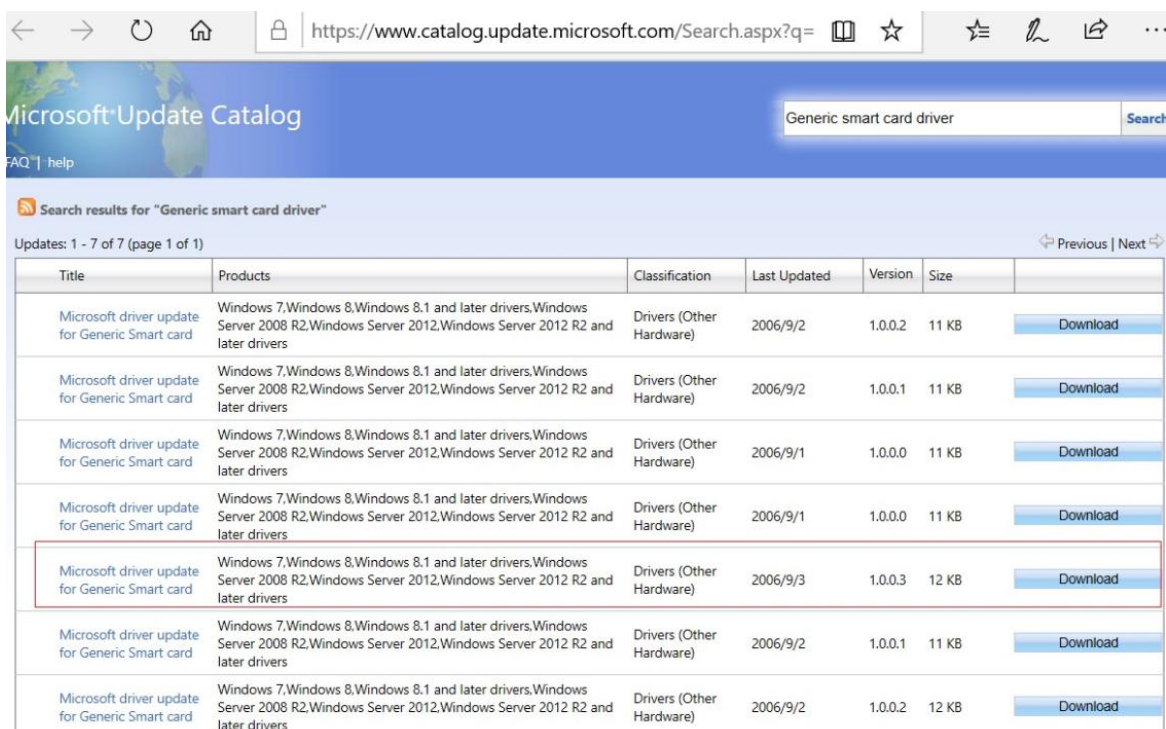 https://www.catalog.update.microsoft.com/Search.aspx?q=
Microsoft Update Catalog
Generic smart card driver
Search
FAQ | help
Search results for "Generic smart card driver"
Updates: 1 - 7 of 7 (page 1 of 1)
Previous | Next
Title Products Classification Last Updated Version Size
Microsoft driver update for Generic Smart card
Windows 7,Windows 8,Windows 8.1 and later drivers,Windows
Server 2008 R2,Windows Server 2012,Windows Server 2012 R2 and
later drivers
Drivers (Other
Hardware)
2006/9/2 1.0.0.2 11 KB Download
Microsoft driver update
for Generic Smart card
Windows 7,Windows 8,Windows 8.1 and later drivers,Windows
Server 2008 R2,Windows Server 2012,Windows Server 2012 R2 and
later drivers
Drivers (Other
Hardware)
2006/9/2 1.0.0.1 11 KB Download
Microsoft driver update
for Generic Smart card
Windows 7,Windows 8,Windows 8.1 and later drivers,Windows
Server 2008 R2,Windows Server 2012,Windows Server 2012 R2 and
later drivers
Drivers (Other
Hardware)
2006/9/1 1.0.0.0 11 KB Download
Microsoft driver update
for Generic Smart card
Windows 7,Windows 8,Windows 8.1 and later drivers,Windows
Server 2008 R2,Windows Server 2012,Windows Server 2012 R2 and
later drivers
Drivers (Other
Hardware)
2006/9/1 1.0.0.0 11 KB Download
Microsoft driver update
for Generic Smart card
Windows 7,Windows 8,Windows 8.1 and later drivers,Windows
Server 2008 R2,Windows Server 2012,Windows Server 2012 R2 and
later drivers
Drivers (Other
Hardware)
2006/9/3 1.0.0.3 12 KB Download
Microsoft driver update
for Generic Smart card
Windows 7,Windows 8,Windows 8.1 and later drivers,Windows
Server 2008 R2,Windows Server 2012,Windows Server 2012 R2 and
later drivers
Drivers (Other
Hardware)
2006/9/2 1.0.0.1 11 KB Download
Microsoft driver update
for Generic Smart card
Windows 7,Windows 8,Windows 8.1 and later drivers,Windows
Server 2008 R2,Windows Server 2012,Windows Server 2012 R2 and
later drivers
Drivers (Other
Hardware)
2006/9/2 1.0.0.2 12 KB Download